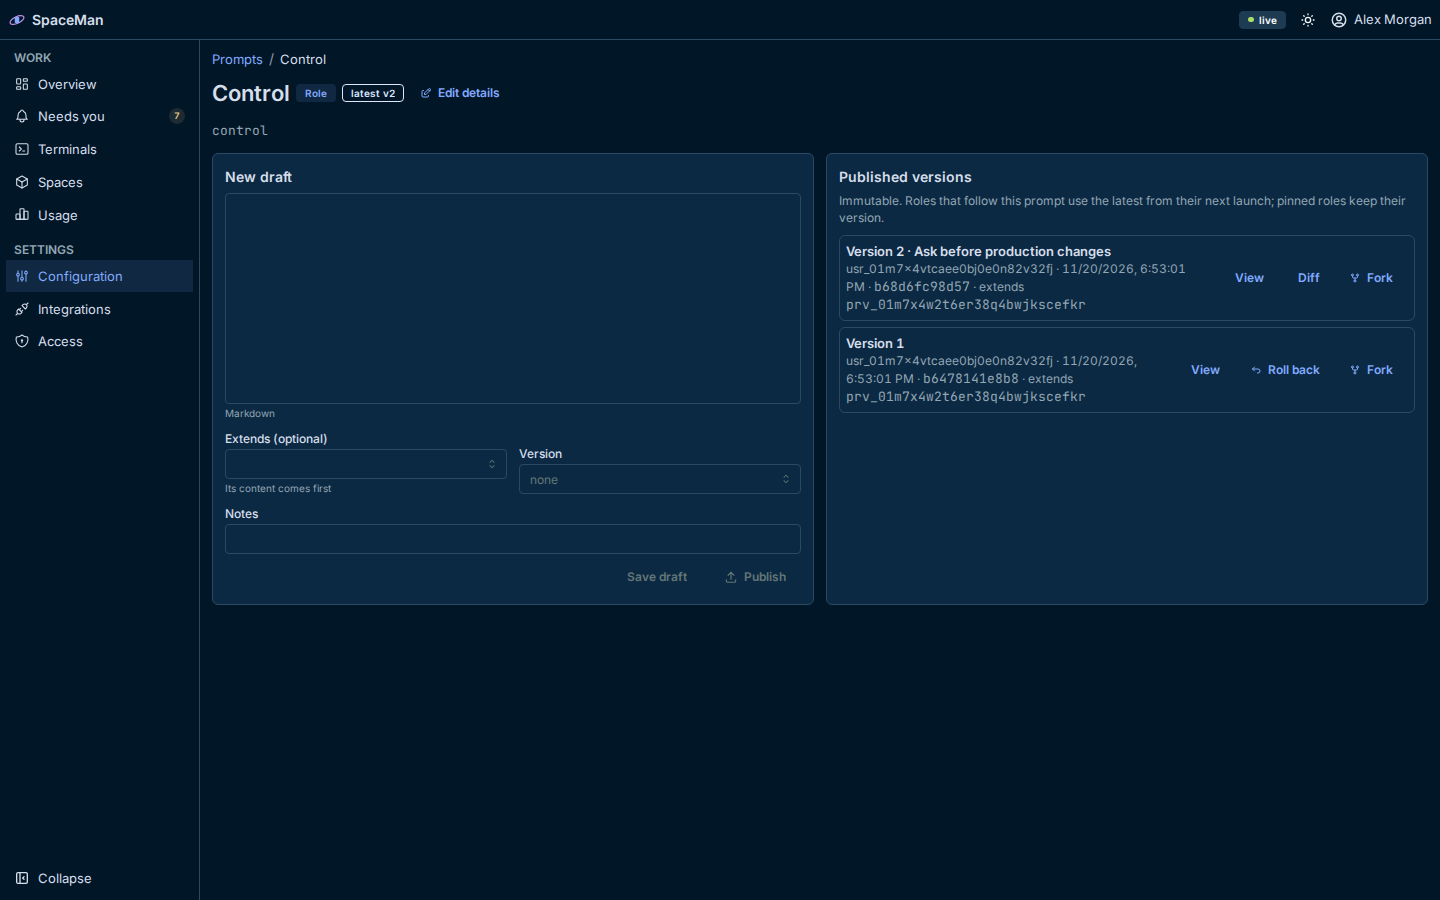 SpaceMan
live
Alex Morgan
WORK
Overview
Needs you
7
Terminals
Spaces
Usage
SETTINGS
Configuration
Integrations
Access
Collapse
Prompts / Control
Control
Role
latest v2
Edit details
control
New draft
Markdown
Extends (optional)
Its content comes first
Version
none
Notes
Save draft
Publish
Published versions
Immutable. Roles that follow this prompt use the latest from their next launch; pinned roles keep their
version.
Version 2 · Ask before production changes
usr_01m7×4vtcaee0bj0e0n82v32fj · 11/20/2026, 6:53:01
PM · b68d6fc98d57 · extends
prv_01m7x4w2t6er38q4bwjkscefkr
View
Diff
Fork
Version 1
usr_01m7×4vtcaee0bj0e0n82v32fj · 11/20/2026,
6:53:01 PM · b6478141e8b8 · extends
prv_01m7x4w2t6er38q4bwjkscefkr
View
Roll back
Fork